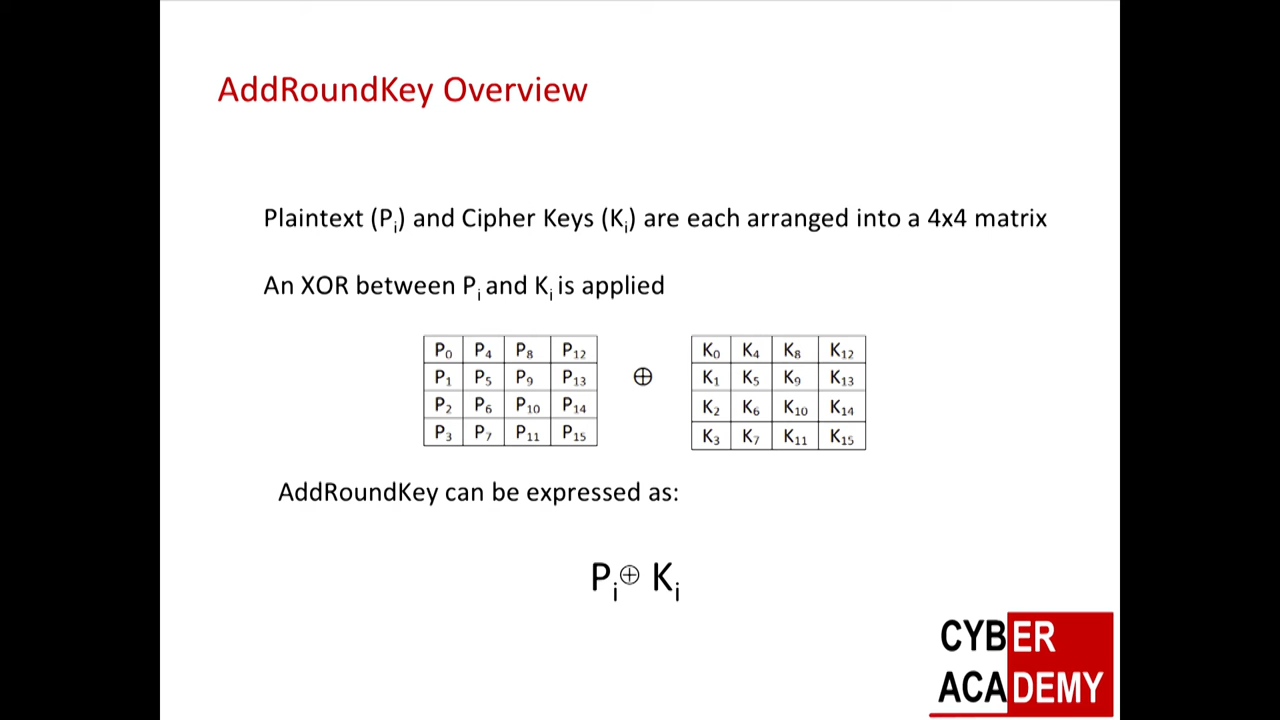 AddRoundKey Overview
Plaintext (Pᵢ) and Cipher Keys (Kᵢ) are each arranged into a 4x4 matrix
An XOR between Pᵢ and Kᵢ is applied
P₀ P₄ P₈ P₁₂ ⊕ K₀ K₄ K₈ K₁₂
P₁ P₅ P₉ P₁₃ K₁ K₅ K₉ K₁₃
P₂ P₆ P₁₀ P₁₄ K₂ K₆ K₁₀ K₁₄
P₃ P₇ P₁₁ P₁₅ K₃ K₇ K₁₁ K₁₅
AddRoundKey can be expressed as:
Pᵢ⊕ Kᵢ
CYBER
ACADEMY